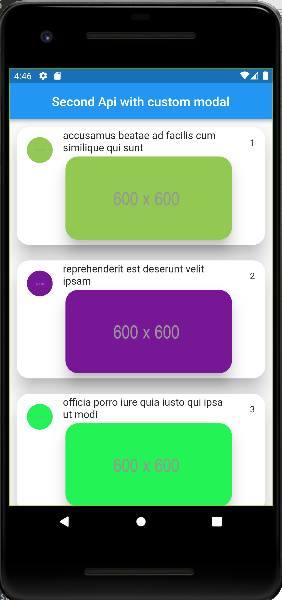 4:46
Second Api with custom modal
accusamus beatae ad facilis cum
similique qui sunt
1
600 x 600
reprehenderit est deserunt velit
ipsam
2
600 x 600
officia porro iure quia iusto qui ipsa
ut modi
3
600 x 600